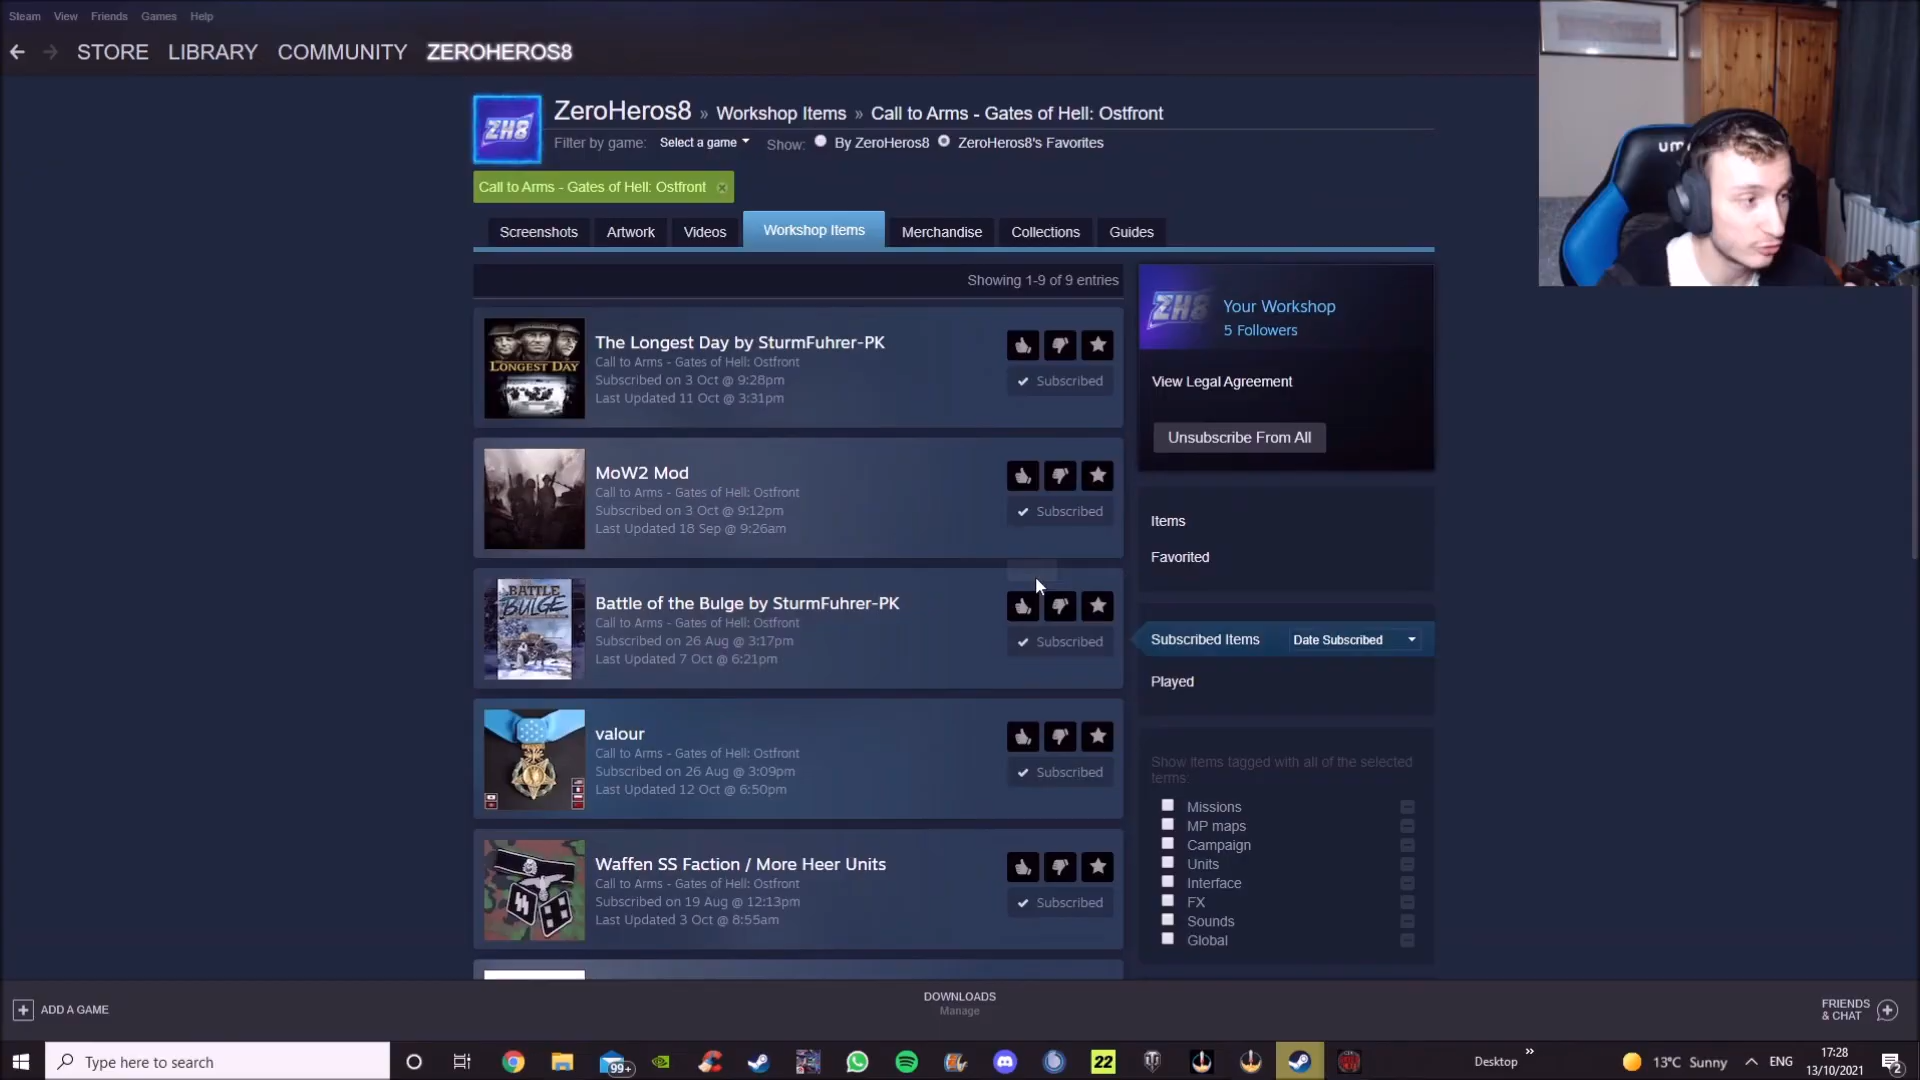 Steam View Friends Games Help
STORE LIBRARY COMMUNITY ZEROHEROS8
ZH8
ZeroHeros8 » Workshop Items » Call to Arms - Gates of Hell: Ostfront
Filter by game: Select a game Show: By ZeroHeros8 ZeroHeros8's Favorites
Call to Arms - Gates of Hell: Ostfront x
Screenshots Artwork Videos Workshop Items Merchandise Collections Guides
Showing 1-9 of 9 entries
LONGEST DAY
The Longest Day by SturmFuhrer-PK
Call to Arms - Gates of Hell: Ostfront
Subscribed on 3 Oct @ 9:28pm
Last Updated 11 Oct @ 3:31pm
Subscribed
MoW2 Mod
Call to Arms - Gates of Hell: Ostfront
Subscribed on 3 Oct @ 9:12pm
Last Updated 18 Sep @ 9:26am
Subscribed
BATTLE
BULGE
Battle of the Bulge by SturmFuhrer-PK
Call to Arms - Gates of Hell: Ostfront
Subscribed on 26 Aug @ 3:17pm
Last Updated 7 Oct @ 6:21pm
Subscribed
valour
Call to Arms - Gates of Hell: Ostfront
Subscribed on 26 Aug @ 3:09pm
Last Updated 12 Oct @ 6:50pm
Subscribed
Waffen SS Faction / More Heer Units
Call to Arms - Gates of Hell: Ostfront
Subscribed on 19 Aug @ 12:13pm
Last Updated 3 Oct @ 8:55am
Subscribed
ZH8
Your Workshop
5 Followers
View Legal Agreement
Unsubscribe From All
Items
Favorited
Subscribed Items Date Subscribed
Played
Show items tagged with all of the selected
terms:
Missions
MP maps
Campaign
Units
Interface
FX
Sounds
Global
ADD A GAME
DOWNLOADS
Manage
FRIENDS
& CHAT
Type here to search
99+
22
Desktop
13°C Sunny
ENG
17:28
13/10/2021
2